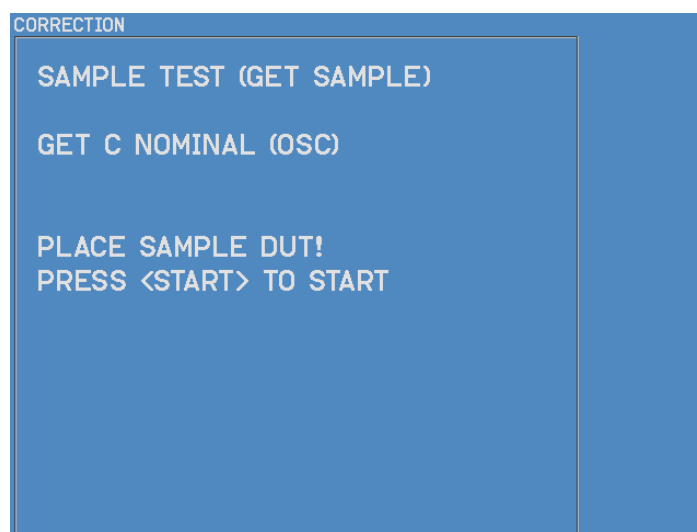 CORRECTION
SAMPLE TEST (GET SAMPLE)
GET C NOMINAL (OSC)
PLACE SAMPLE DUT!
PRESS <START> TO START